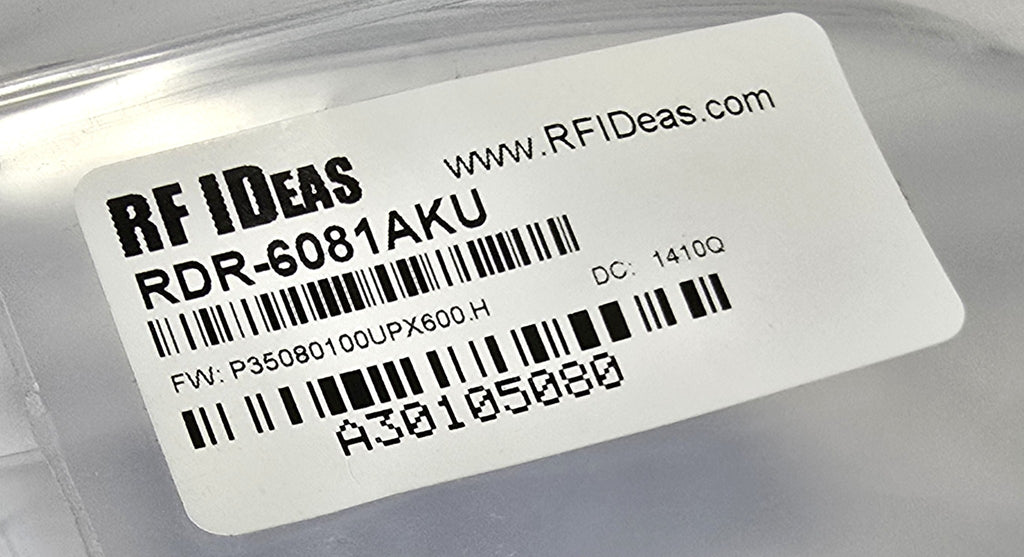 RF IDEAS
www.RFIDeas.com
RDR-6081AKU
DC: 1410Q
FW: P35080100UPX600.H
A30105080